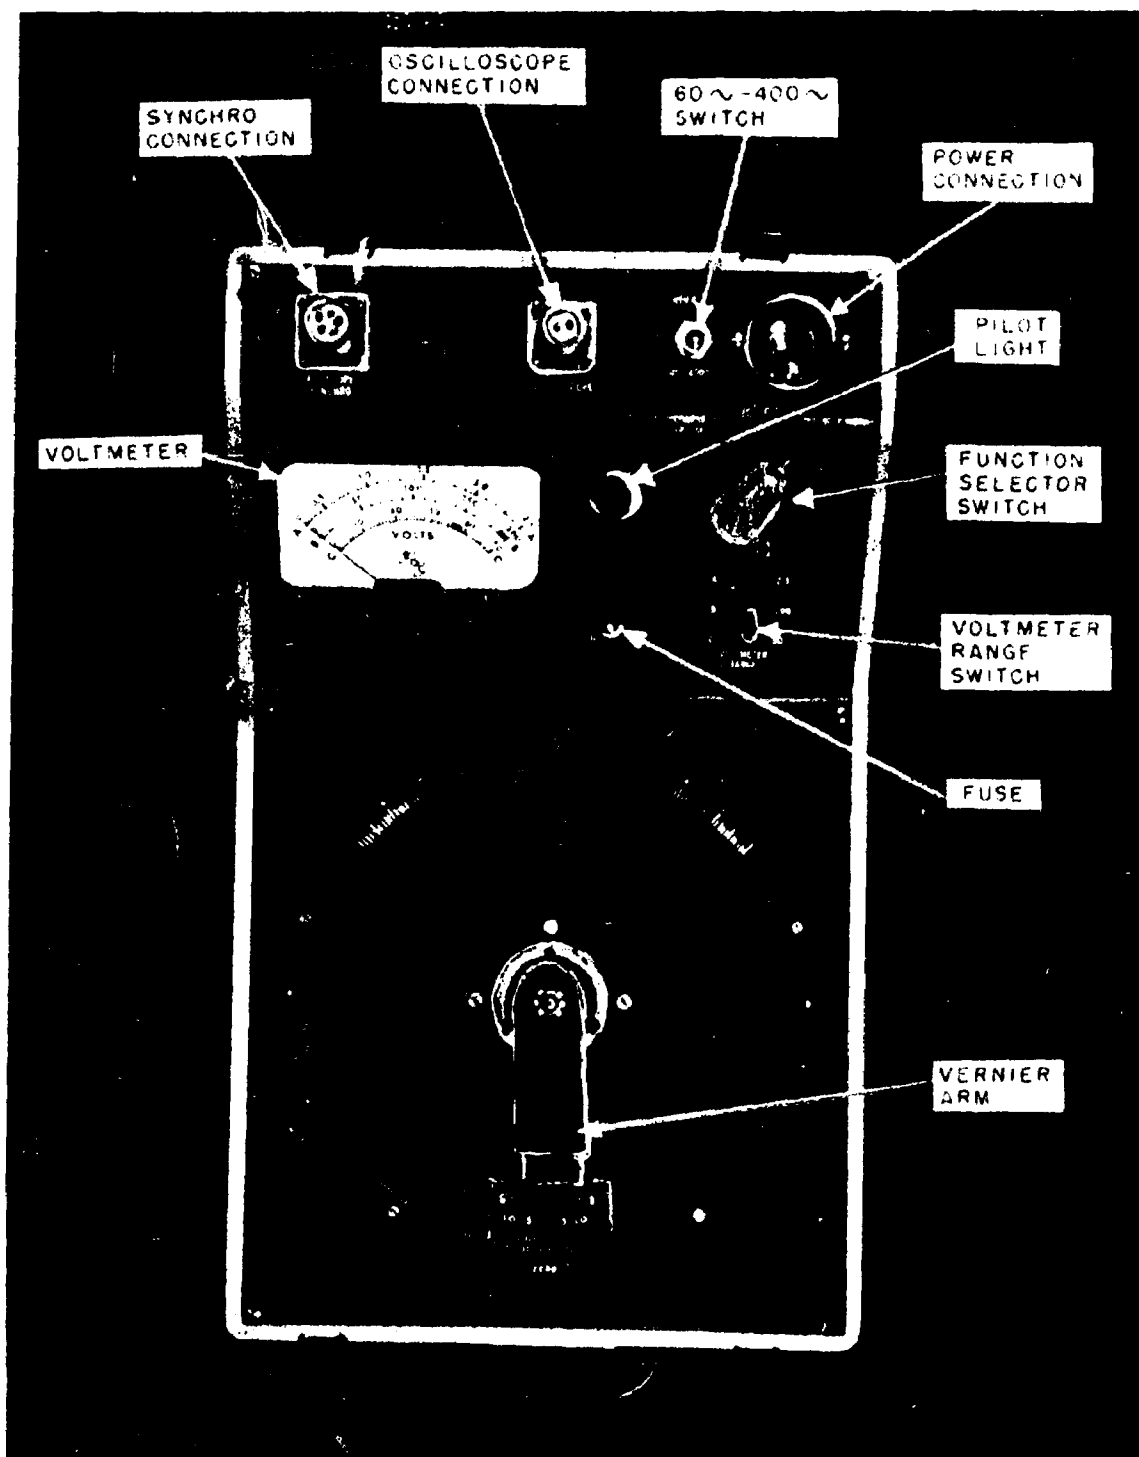 OSCILLOSCOPE
CONNECTION
60~-400~
SWITCH
SYNCHRO
CONNECTION
POWER
CONNECTION
PILOT
LIGHT
VOLTMETER
FUNCTION
SELECTOR
SWITCH
VOLTS
VOLTMETER
RANGE
SWITCH
FUSE
VERNIER
ARM
ZERO